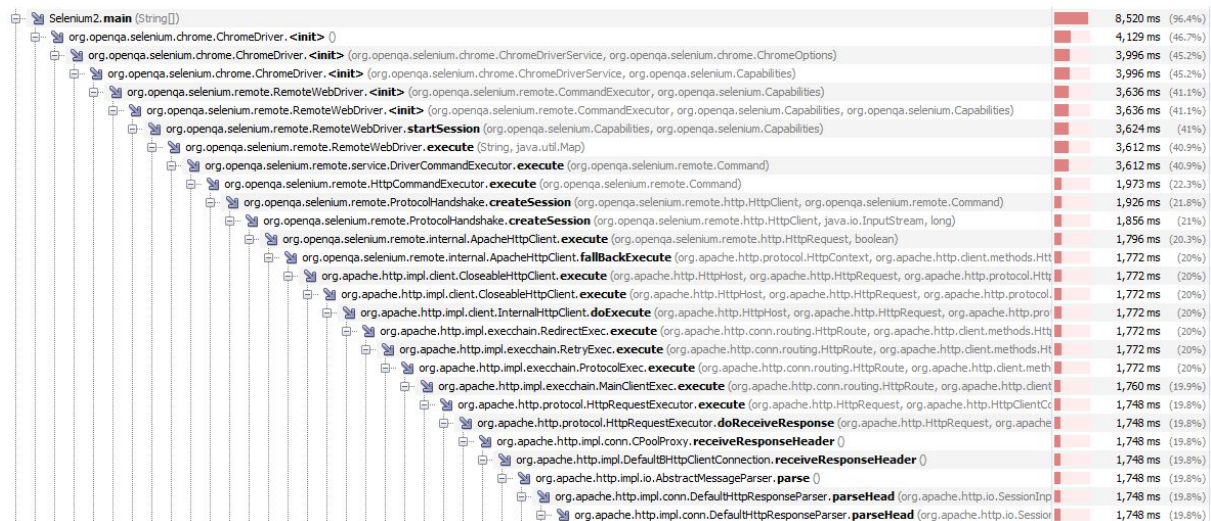 Selenium2.main (String[]) 8,520 ms (96.4%)
org.openqa.selenium.chrome.ChromeDriver.<init> () 4,129 ms (46.7%)
org.openqa.selenium.chrome.ChromeDriver.<init> (org.openqa.selenium.chrome.ChromeDriverService, org.openqa.selenium.chrome.ChromeOptions) 3,996 ms (45.2%)
org.openqa.selenium.chrome.ChromeDriver.<init> (org.openqa.selenium.chrome.ChromeDriverService, org.openqa.selenium.Capabilities) 3,996 ms (45.2%)
org.openqa.selenium.remote.RemoteWebDriver.<init> (org.openqa.selenium.remote.CommandExecutor, org.openqa.selenium.Capabilities) 3,636 ms (41.1%)
org.openqa.selenium.remote.RemoteWebDriver.<init> (org.openqa.selenium.remote.CommandExecutor, org.openqa.selenium.Capabilities, org.openqa.selenium.Capabilities) 3,636 ms (41.1%)
org.openqa.selenium.remote.RemoteWebDriver.startSession (org.openqa.selenium.Capabilities, org.openqa.selenium.Capabilities) 3,624 ms (41%)
org.openqa.selenium.remote.RemoteWebDriver.execute (String, java.util.Map) 3,612 ms (40.9%)
org.openqa.selenium.remote.service.DriverCommandExecutor.execute (org.openqa.selenium.remote.Command) 3,612 ms (40.9%)
org.openqa.selenium.remote.HttpCommandExecutor.execute (org.openqa.selenium.remote.Command) 1,973 ms (22.3%)
org.openqa.selenium.remote.ProtocolHandshake.createSession (org.openqa.selenium.remote.http.HttpClient, org.openqa.selenium.remote.Command) 1,926 ms (21.8%)
org.openqa.selenium.remote.ProtocolHandshake.createSession (org.openqa.selenium.remote.http.HttpClient, java.io.InputStream, long) 1,856 ms (21%)
org.openqa.selenium.remote.internal.ApacheHttpClient.execute (org.openqa.selenium.remote.http.HttpRequest, boolean) 1,796 ms (20.3%)
org.openqa.selenium.remote.internal.ApacheHttpClient.fallBackExecute (org.apache.http.protocol.HttpContext, org.apache.http.client.methods.Htt 1,772 ms (20%)
org.apache.http.impl.client.CloseableHttpClient.execute (org.apache.http.HttpHost, org.apache.http.HttpRequest, org.apache.http.protocol.Ht 1,772 ms (20%)
org.apache.http.impl.client.CloseableHttpClient.execute (org.apache.http.HttpHost, org.apache.http.HttpRequest, org.apache.http.protocol. 1,772 ms (20%)
org.apache.http.impl.client.InternalHttpClient.doExecute (org.apache.http.HttpHost, org.apache.http.HttpRequest, org.apache.http.pro 1,772 ms (20%)
org.apache.http.impl.execchain.RedirectExec.execute (org.apache.http.conn.routing.HttpRoute, org.apache.http.client.methods.Htt 1,772 ms (20%)
org.apache.http.impl.execchain.RetryExec.execute (org.apache.http.conn.routing.HttpRoute, org.apache.http.client.methods.Ht 1,772 ms (20%)
org.apache.http.impl.execchain.ProtocolExec.execute (org.apache.http.conn.routing.HttpRoute, org.apache.http.client.meth 1,772 ms (20%)
org.apache.http.impl.execchain.MainClientExec.execute (org.apache.http.conn.routing.HttpRoute, org.apache.http.client 1,760 ms (19.9%)
org.apache.http.protocol.HttpRequestExecutor.execute (org.apache.http.HttpRequest, org.apache.http.HttpClientCo 1,748 ms (19.8%)
org.apache.http.protocol.HttpRequestExecutor.doReceiveResponse (org.apache.http.HttpRequest, org.apache 1,748 ms (19.8%)
org.apache.http.impl.conn.CPoolProxy.receiveResponseHeader () 1,748 ms (19.8%)
org.apache.http.impl.DefaultBHttpClientConnection.receiveResponseHeader () 1,748 ms (19.8%)
org.apache.http.impl.io.AbstractMessageParser.parse () 1,748 ms (19.8%)
org.apache.http.impl.conn.DefaultHttpResponseParser.parseHead (org.apache.http.io.SessionInp 1,748 ms (19.8%)
org.apache.http.impl.conn.DefaultHttpResponseParser.parseHead (org.apache.http.io.Session 1,748 ms (19.8%)